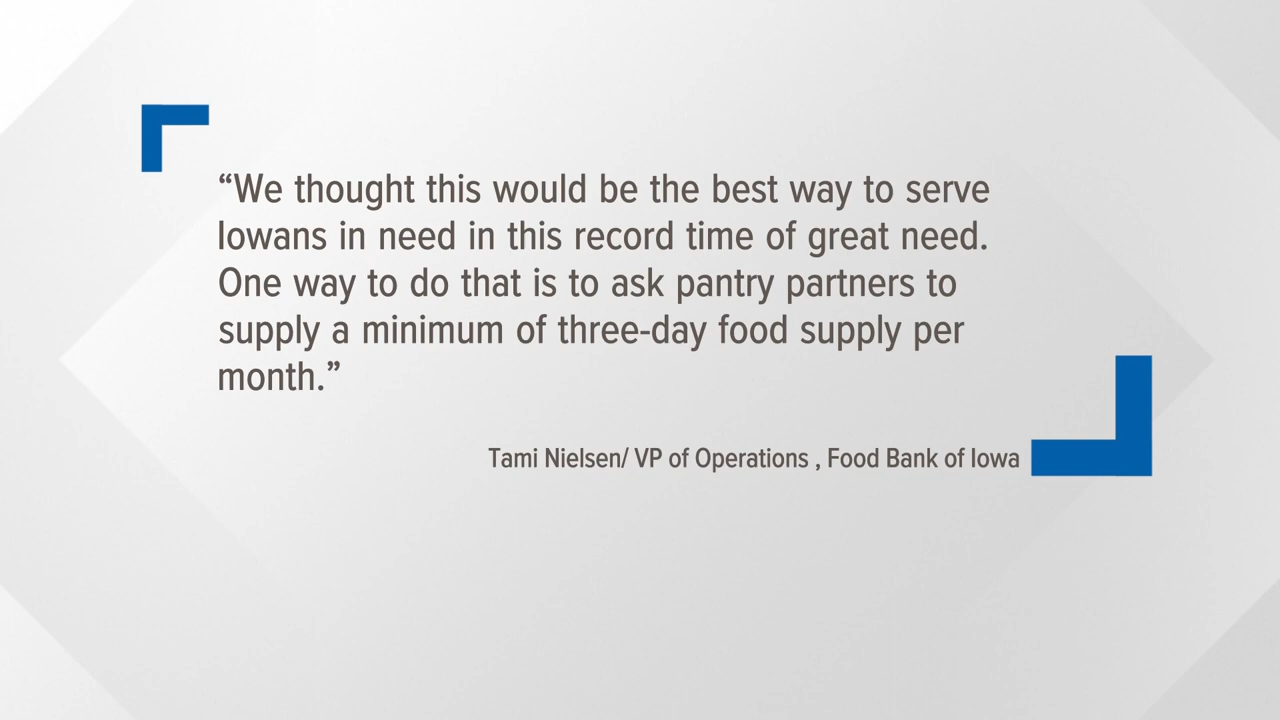 “We thought this would be the best way to serve
Iowans in need in this record time of great need.
One way to do that is to ask pantry partners to
supply a minimum of three-day food supply per
month.”
Tami Nielsen/ VP of Operations , Food Bank of Iowa